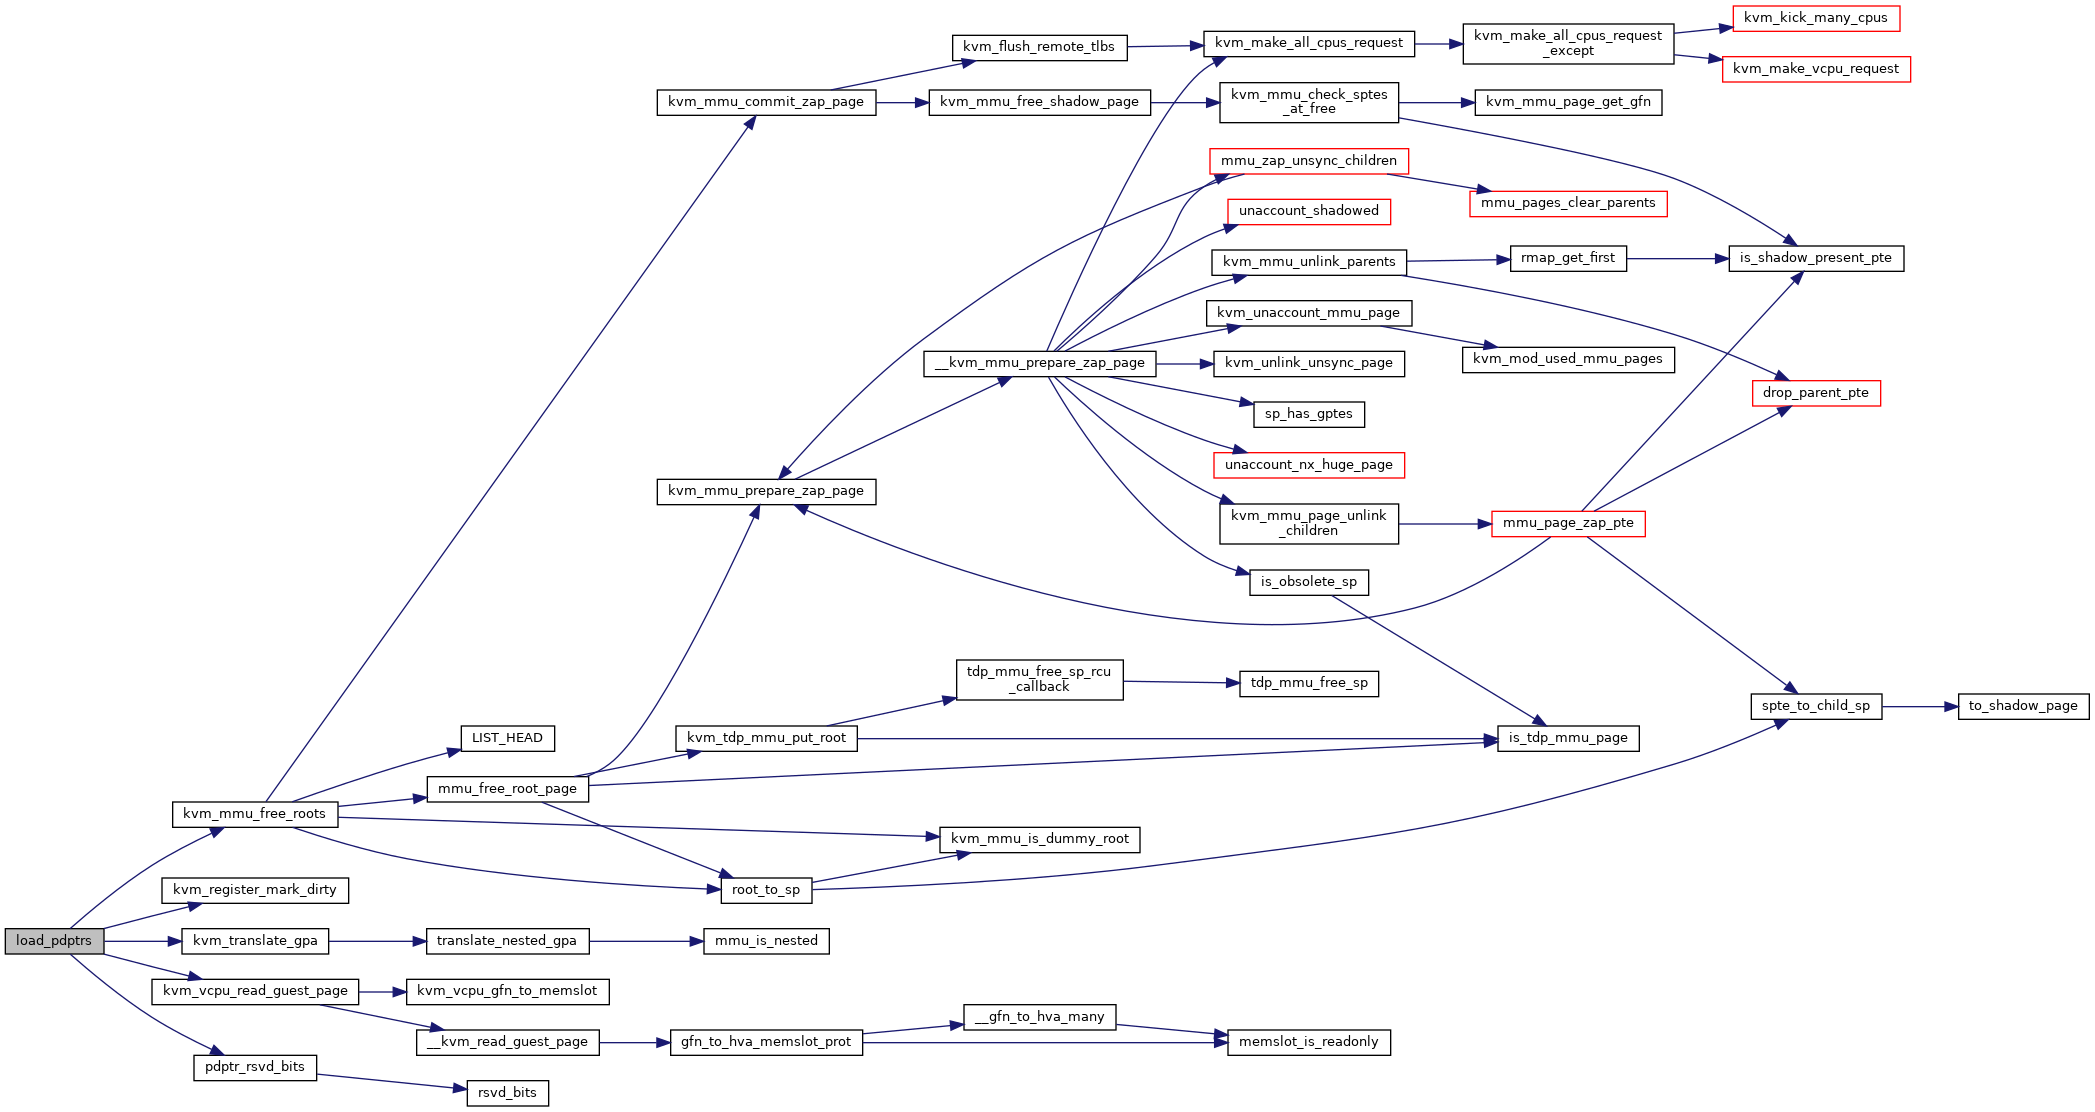 kvm_kick_many_cpus
kvm_flush_remote_tlbs
kvm_make_all_cpus_request
kvm_make_all_cpus_request
_except
kvm_make_vcpu_request
kvm_mmu_commit_zap_page
kvm_mmu_free_shadow_page
kvm_mmu_check_sptes
_at_free
kvm_mmu_page_get_gfn
mmu_zap_unsync_children
mmu_pages_clear_parents
unaccount_shadowed
kvm_mmu_unlink_parents
rmap_get_first
is_shadow_present_pte
kvm_unaccount_mmu_page
kvm_mod_used_mmu_pages
__kvm_mmu_prepare_zap_page
kvm_unlink_unsync_page
drop_parent_pte
sp_has_gptes
unaccount_nx_huge_page
kvm_mmu_prepare_zap_page
kvm_mmu_page_unlink
_children
mmu_page_zap_pte
is_obsolete_sp
tdp_mmu_free_sp_rcu
_callback
tdp_mmu_free_sp
spte_to_child_sp
to_shadow_page
LIST_HEAD
kvm_tdp_mmu_put_root
is_tdp_mmu_page
mmu_free_root_page
kvm_mmu_free_roots
kvm_mmu_is_dummy_root
kvm_register_mark_dirty
root_to_sp
load_pdptrs
kvm_translate_gpa
translate_nested_gpa
mmu_is_nested
kvm_vcpu_read_guest_page
kvm_vcpu_gfn_to_memslot
__gfn_to_hva_many
__kvm_read_guest_page
gfn_to_hva_memslot_prot
memslot_is_readonly
pdptr_rsvd_bits
rsvd_bits